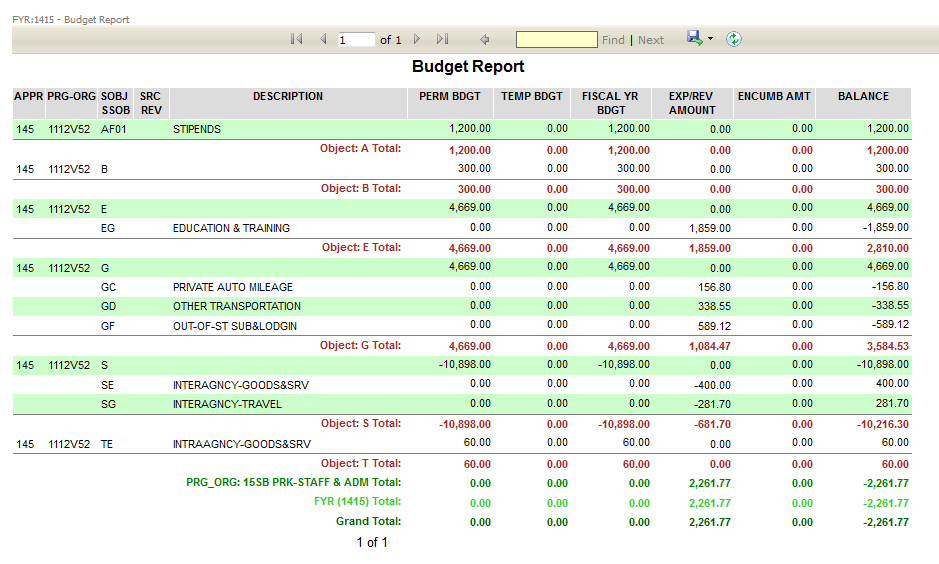 FYR:1415 - Budget Report
1 of 1 Find | Next
Budget Report
APPR PRG-ORG SOBJ SSOB SRC REV DESCRIPTION PERM BDGT TEMP BDGT FISCAL YR BDGT EXP/REV AMOUNT ENCUMB AMT BALANCE
145 1112V52 AF01 STIPENDS 1,200.00 0.00 1,200.00 0.00 0.00 1,200.00
Object: A Total: 1,200.00 0.00 1,200.00 0.00 0.00 1,200.00
145 1112V52 B 300.00 0.00 300.00 0.00 0.00 300.00
Object: B Total: 300.00 0.00 300.00 0.00 0.00 300.00
145 1112V52 E 4,669.00 0.00 4,669.00 0.00 0.00 4,669.00
EG EDUCATION & TRAINING 0.00 0.00 0.00 1,859.00 0.00 -1,859.00
Object: E Total: 4,669.00 0.00 4,669.00 1,859.00 0.00 2,810.00
145 1112V52 G 4,669.00 0.00 4,669.00 0.00 0.00 4,669.00
GC PRIVATE AUTO MILEAGE 0.00 0.00 0.00 156.80 0.00 -156.80
GD OTHER TRANSPORTATION 0.00 0.00 0.00 338.55 0.00 -338.55
GF OUT-OF-ST SUB&LODGIN 0.00 0.00 0.00 589.12 0.00 -589.12
Object: G Total: 4,669.00 0.00 4,669.00 1,084.47 0.00 3,584.53
145 1112V52 S -10,898.00 0.00 -10,898.00 0.00 0.00 -10,898.00
SE INTERAGNCY-GOODS&SRV 0.00 0.00 0.00 -400.00 0.00 400.00
SG INTERAGNCY-TRAVEL 0.00 0.00 0.00 -281.70 0.00 281.70
Object: S Total: -10,898.00 0.00 -10,898.00 -681.70 0.00 -10,216.30
145 1112V52 TE INTRAAGNCY-GOODS&SRV 60.00 0.00 60.00 0.00 0.00 60.00
Object: T Total: 60.00 0.00 60.00 0.00 0.00 60.00
PRG_ORG: 15SB PRK-STAFF & ADM Total: 0.00 0.00 0.00 2,261.77 0.00 -2,261.77
FYR (1415) Total: 0.00 0.00 0.00 2,261.77 0.00 -2,261.77
Grand Total: 0.00 0.00 0.00 2,261.77 0.00 -2,261.77
1 of 1